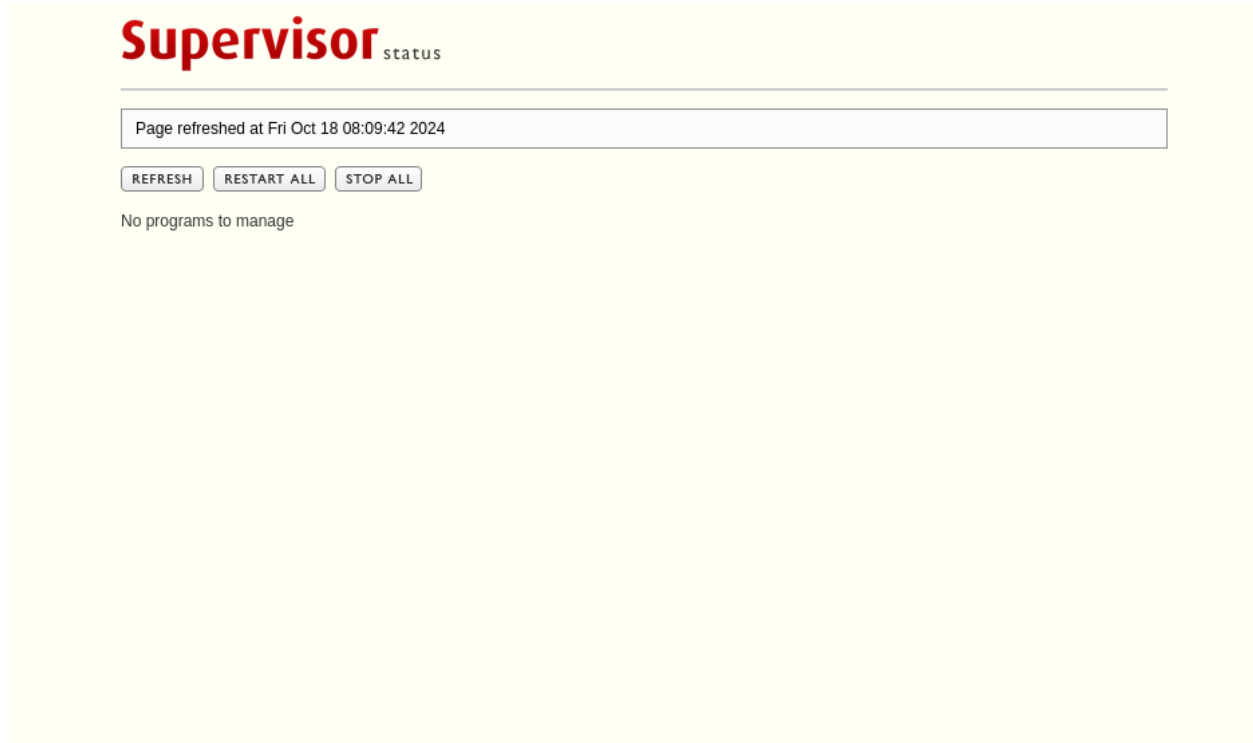 Supervisor status
Page refreshed at Fri Oct 18 08:09:42 2024
REFRESH RESTART ALL STOP ALL
No programs to manage